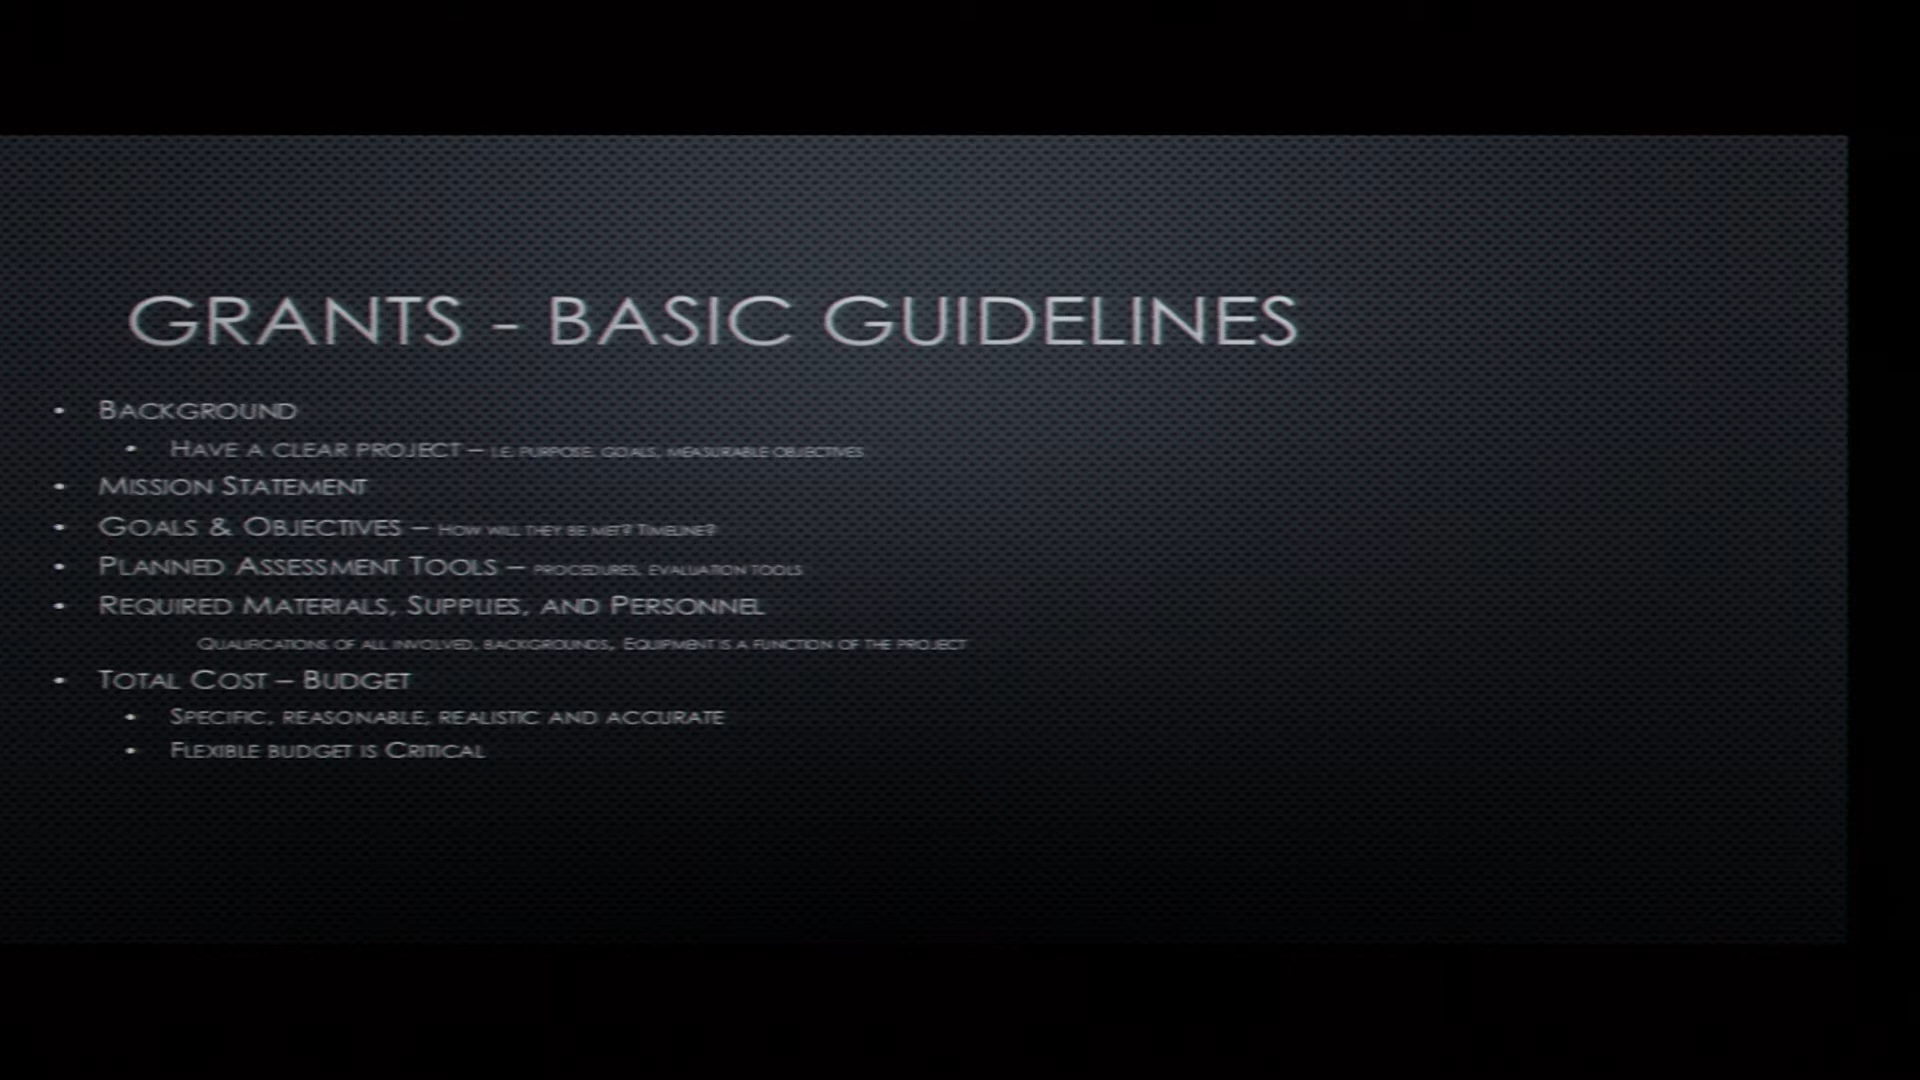 GRANTS - BASIC GUIDELINES
• BACKGROUND
• HAVE A CLEAR PROJECT – I.E. PURPOSE, GOALS, MEASURABLE OBJECTIVES
• MISSION STATEMENT
• GOALS & OBJECTIVES – HOW WILL THEY BE MET? TIMELINE?
• PLANNED ASSESSMENT TOOLS – PROCEDURES, EVALUATION TOOLS
• REQUIRED MATERIALS, SUPPLIES, AND PERSONNEL
QUALIFICATIONS OF ALL INVOLVED, BACKGROUNDS, EQUIPMENT IS A FUNCTION OF THE PROJECT
• TOTAL COST – BUDGET
• SPECIFIC, REASONABLE, REALISTIC AND ACCURATE
• FLEXIBLE BUDGET IS CRITICAL